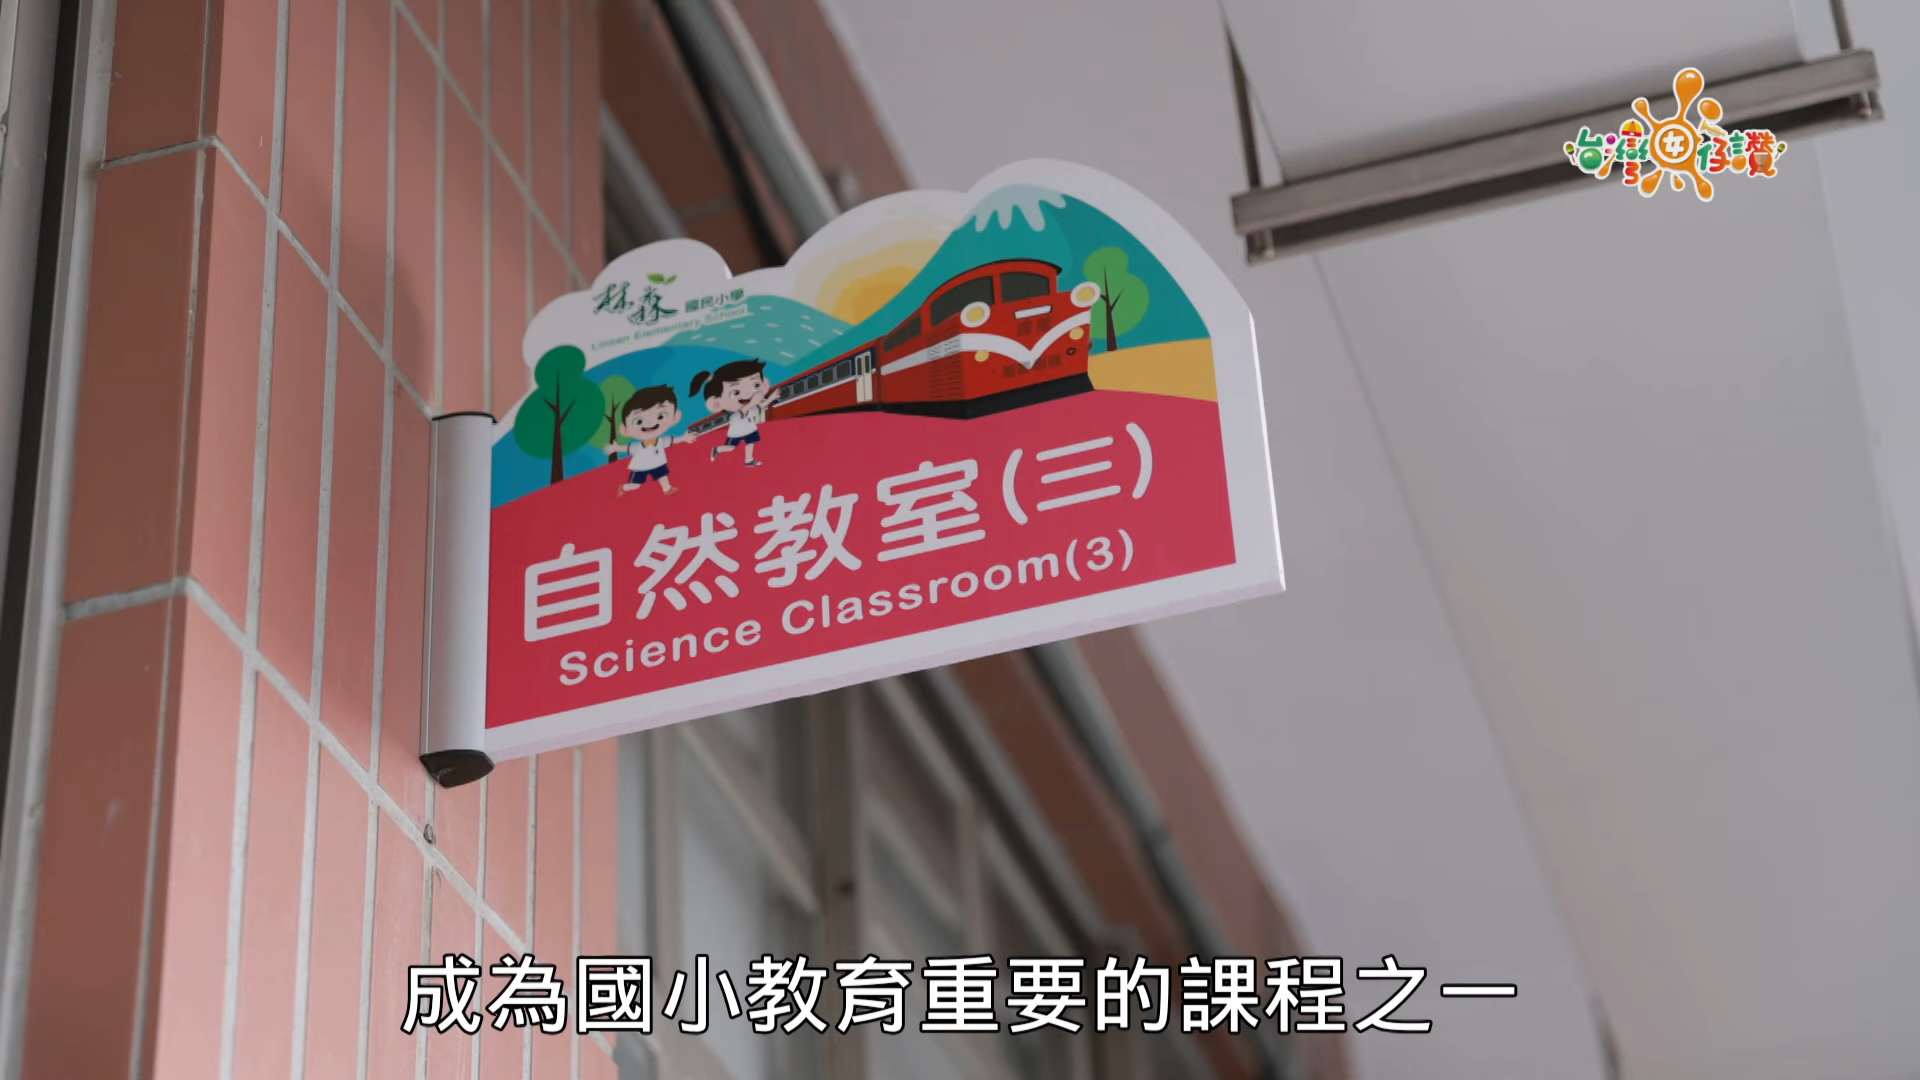 台灣囡仔讚
林森 國民小學
Linsen Elementary School
自然教室(三)
Science Classroom(3)
成為國小教育重要的課程之一